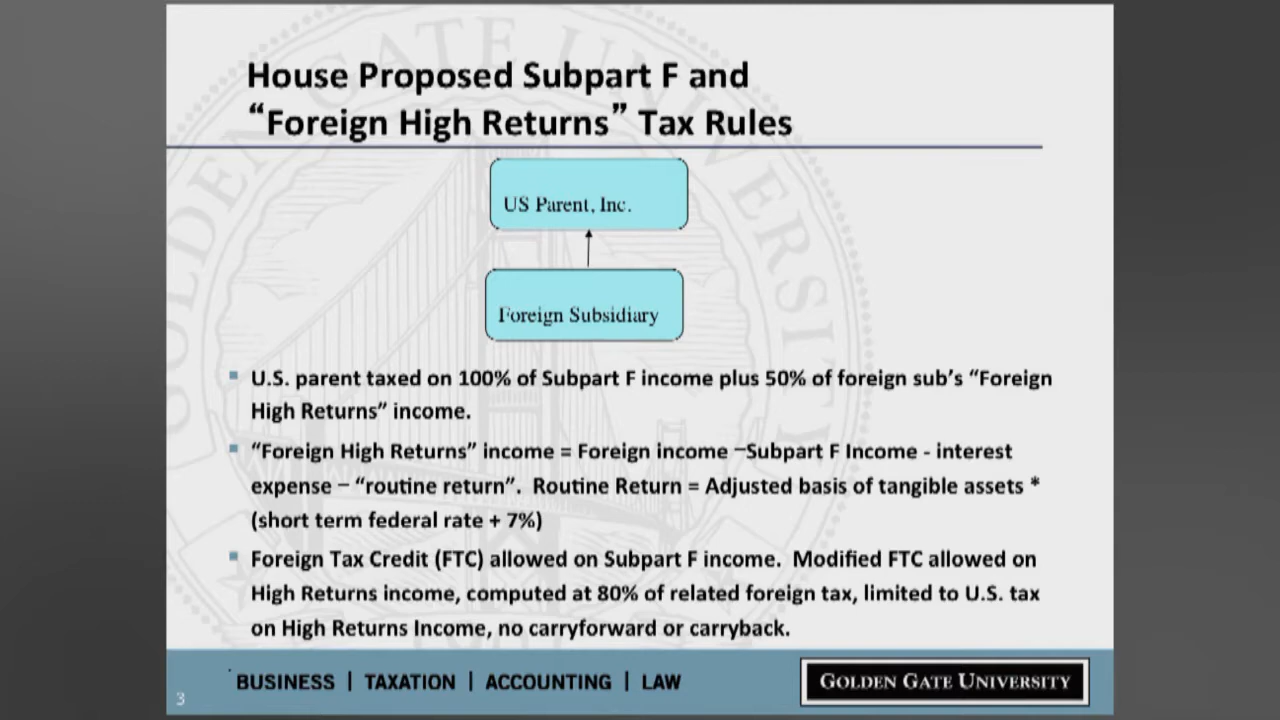 House Proposed Subpart F and
“Foreign High Returns” Tax Rules
US Parent, Inc.
Foreign Subsidiary
U.S. parent taxed on 100% of Subpart F income plus 50% of foreign sub’s “Foreign
High Returns” income.
“Foreign High Returns” income = Foreign income –Subpart F Income - interest
expense – “routine return”. Routine Return = Adjusted basis of tangible assets *
(short term federal rate + 7%)
Foreign Tax Credit (FTC) allowed on Subpart F income. Modified FTC allowed on
High Returns income, computed at 80% of related foreign tax, limited to U.S. tax
on High Returns Income, no carryforward or carryback.
BUSINESS | TAXATION | ACCOUNTING | LAW
GOLDEN GATE UNIVERSITY
3
GOLDEN GATE UNIVERSITY